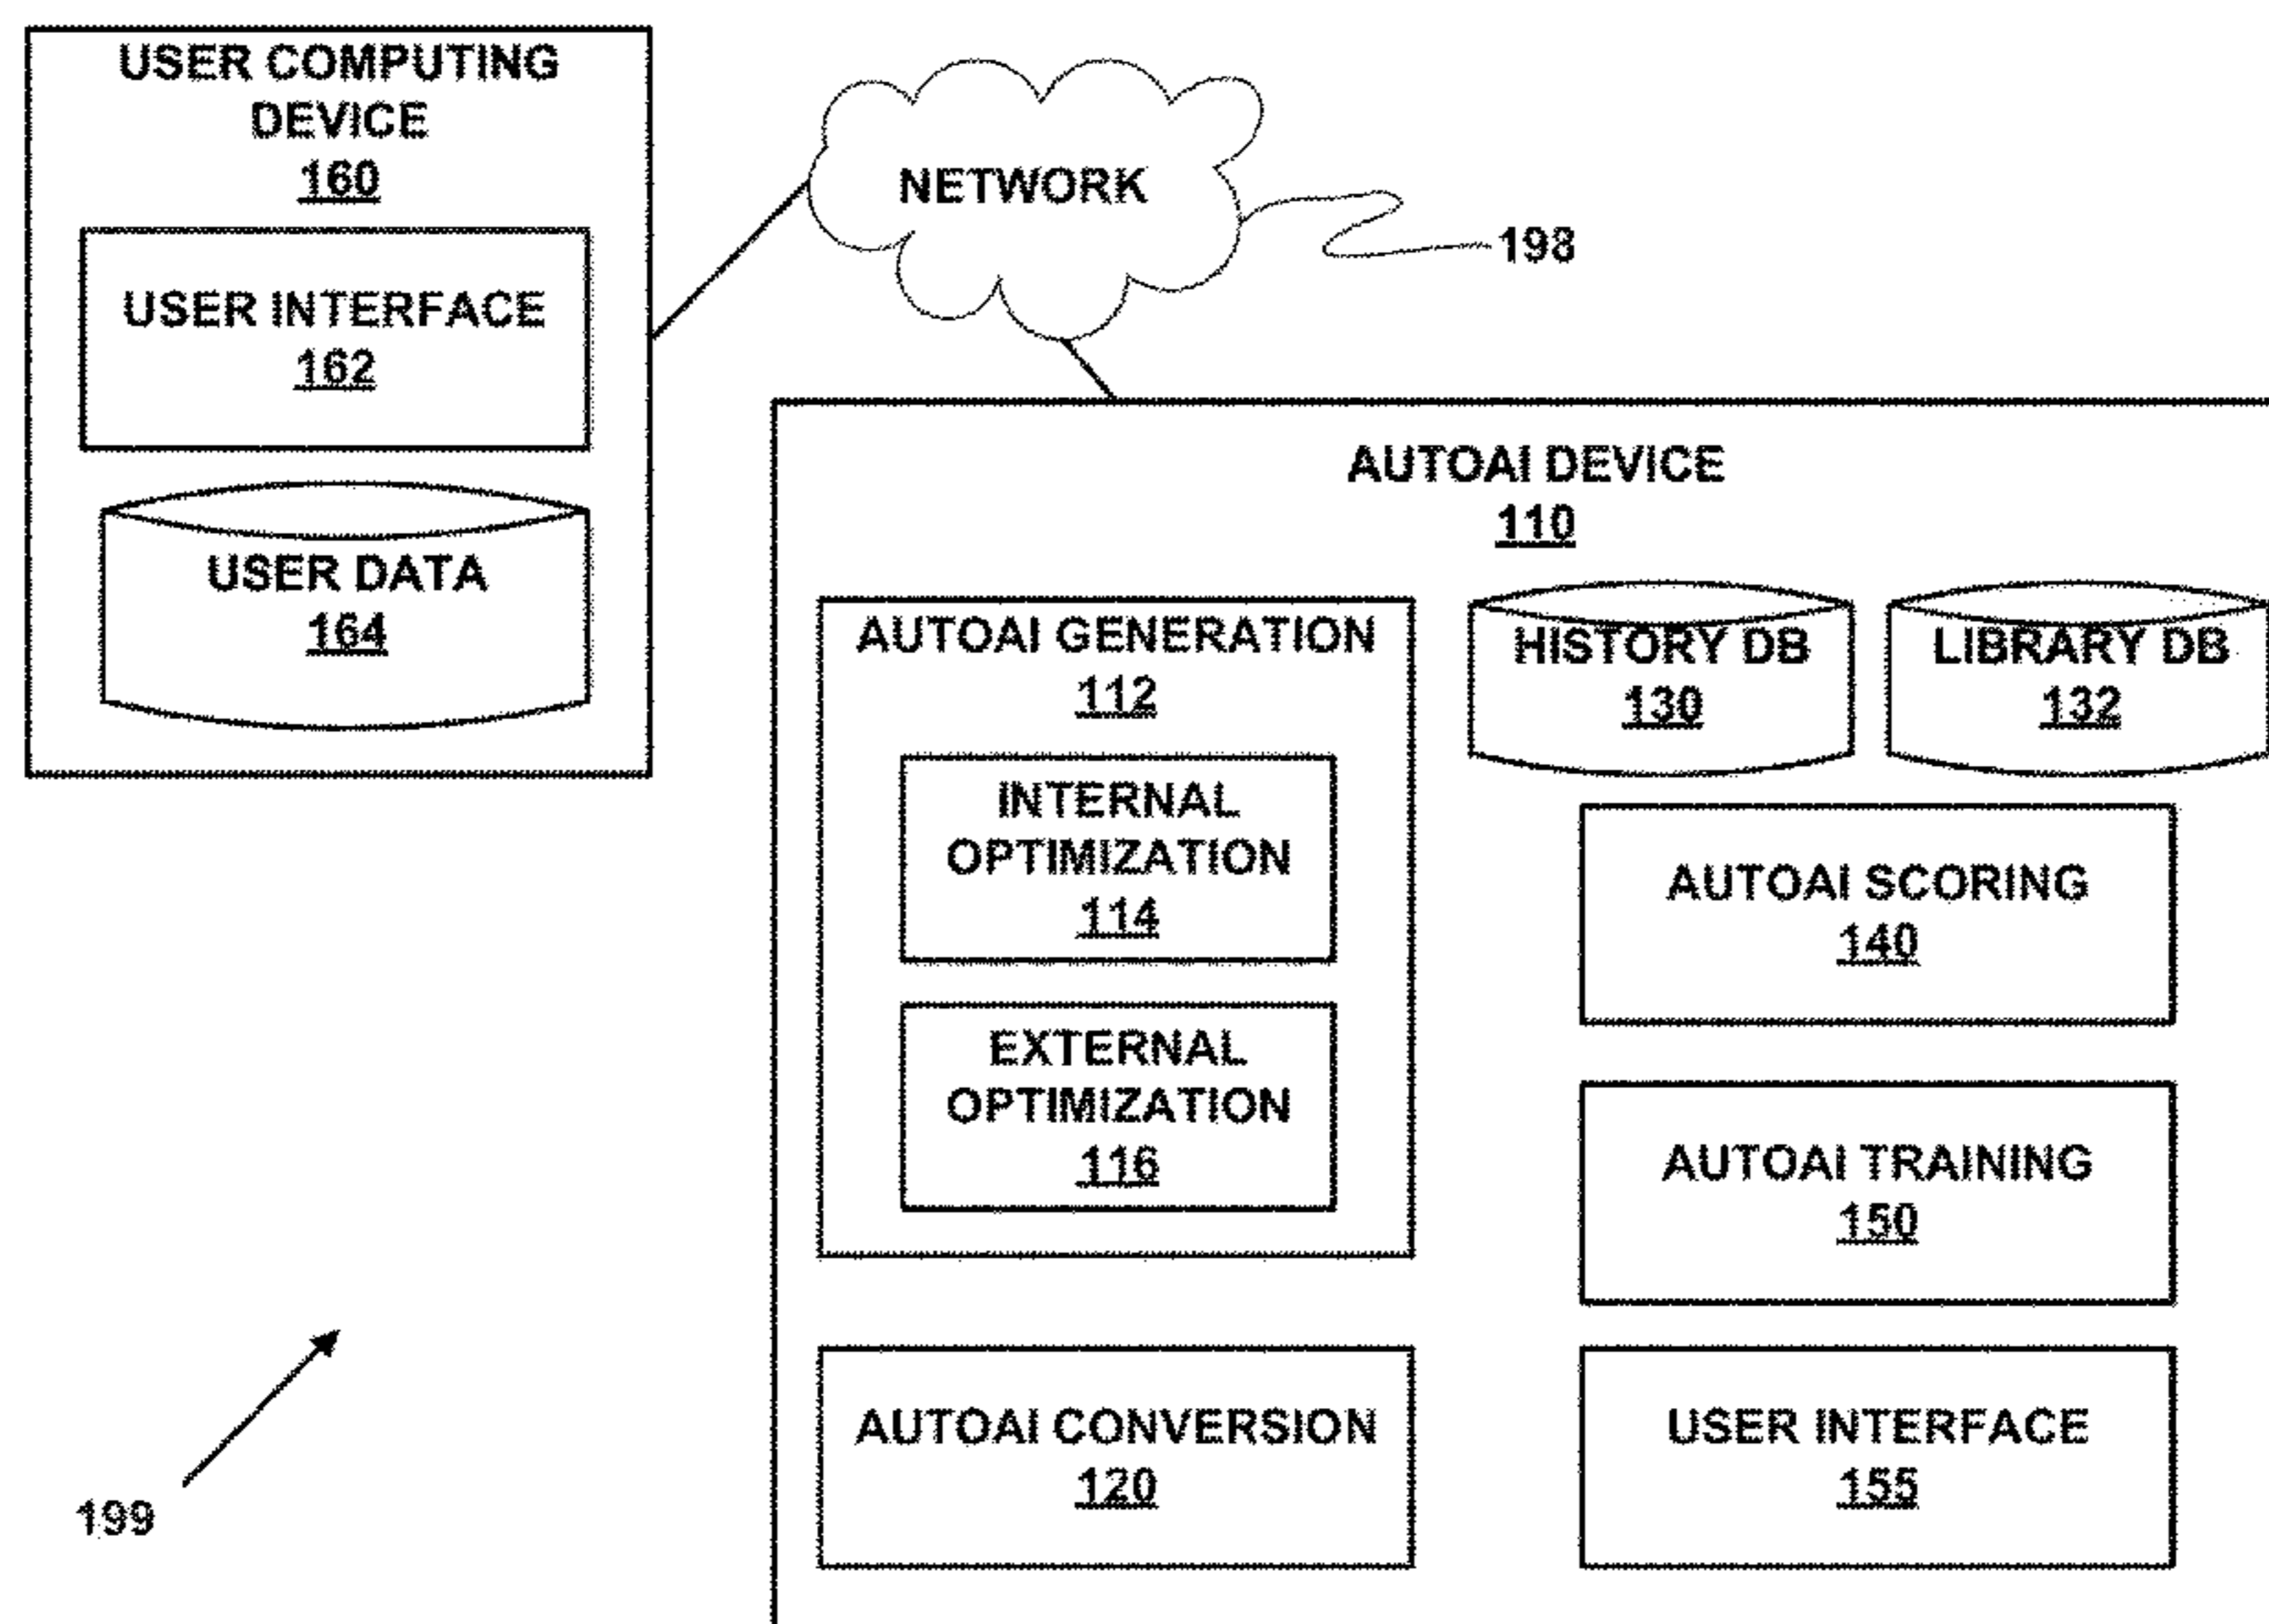 USER COMPUTING
DEVICE
160
USER INTERFACE
162
USER DATA
164
NETWORK
198
AUTOAI DEVICE
110
AUTOAI GENERATION
112
INTERNAL
OPTIMIZATION
114
EXTERNAL
OPTIMIZATION
116
AUTOAI CONVERSION
120
HISTORY DB
130
LIBRARY DB
132
AUTOAI SCORING
140
AUTOAI TRAINING
150
USER INTERFACE
155
199